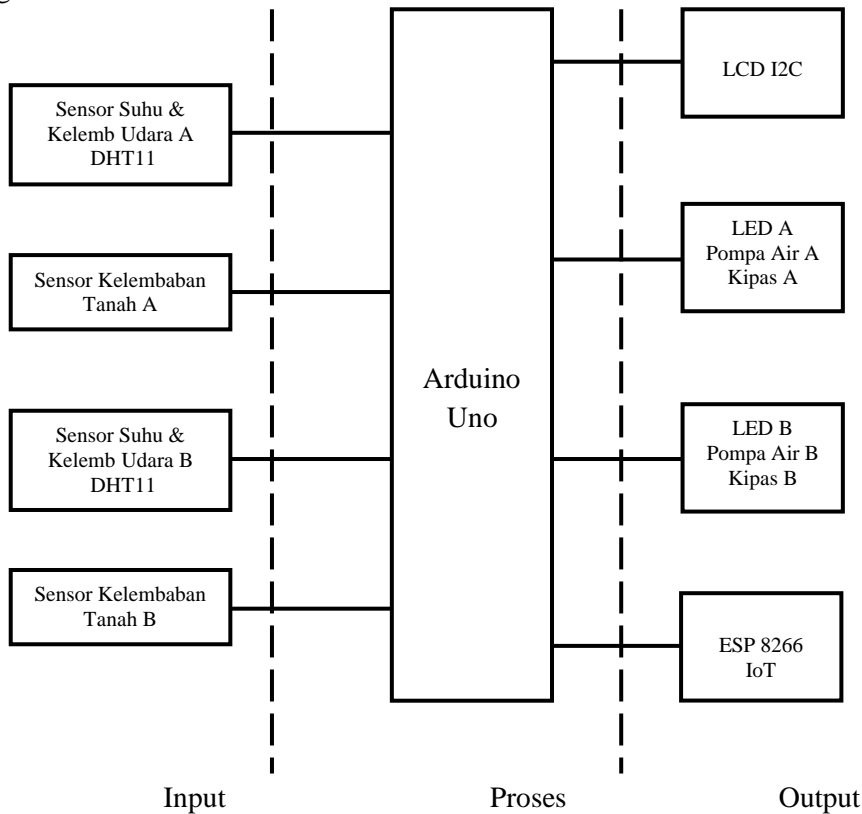 Sensor Suhu &
Kelemb Udara A
DHT11
Sensor Kelembaban
Tanah A
Sensor Suhu &
Kelemb Udara B
DHT11
Sensor Kelembaban
Tanah B
Arduino
Uno
LCD I2C
LED A
Pompa Air A
Kipas A
LED B
Pompa Air B
Kipas B
ESP 8266
IoT
Input
Proses
Output